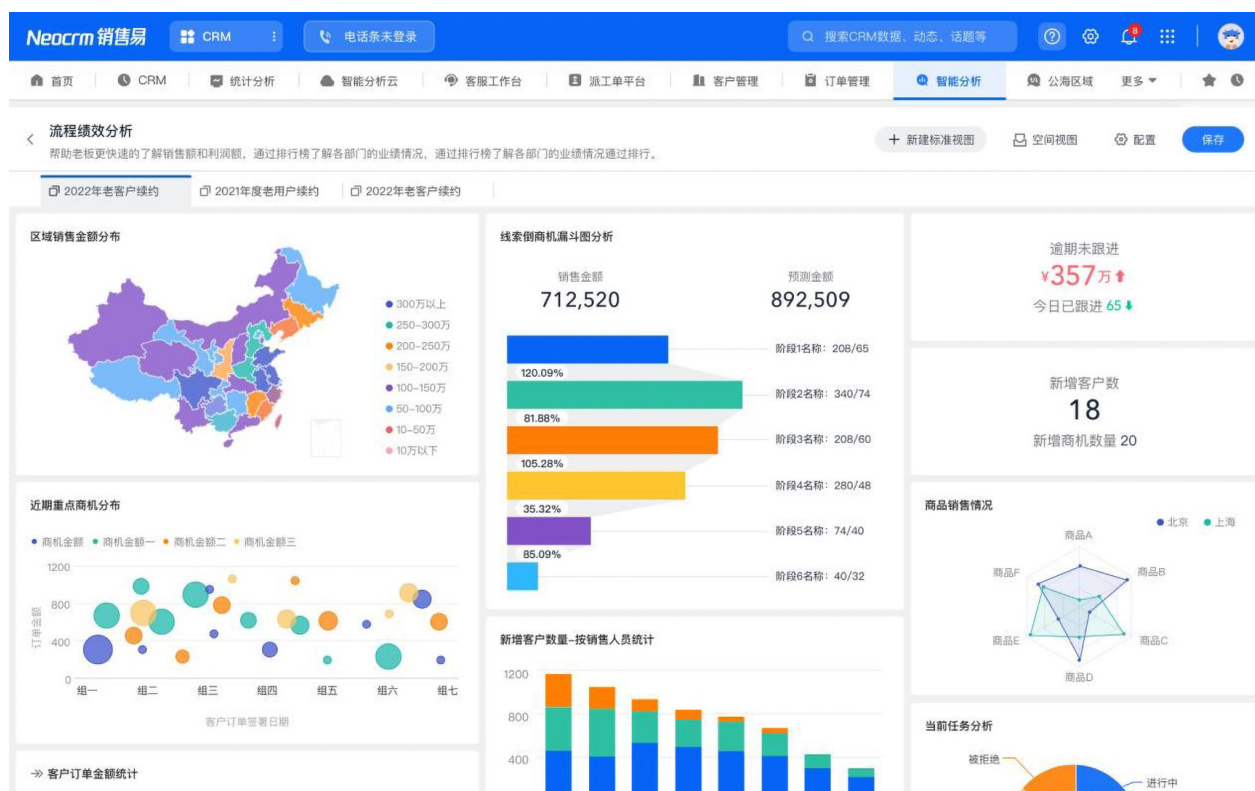 Neocrm 销售易
CRM
电话条未登录
搜索CRM数据、动态、话题等
8
首页
CRM
统计分析
智能分析云
客服工作台
派工单平台
客户管理
订单管理
智能分析
公海区域
更多
流程绩效分析
帮助老板更快速的了解销售额和利润额，通过排行榜了解各部门的业绩情况，通过排行榜了解各部门的业绩情况通过排行。
新建标准视图
空间视图
配置
保存
2022年老客户续约
2021年度老用户续约
2022年老客户续约
区域销售金额分布
300万以上
250-300万
200-250万
150-200万
100-150万
50-100万
10-50万
10万以下
线索倒商机漏斗图分析
销售金额
712,520
预测金额
892,509
阶段1名称：208/65
120.09%
阶段2名称：340/74
81.88%
阶段3名称：208/60
105.28%
阶段4名称：280/48
35.32%
阶段5名称：74/40
85.09%
阶段6名称：40/32
逾期未跟进
¥357万
今日已跟进 65
新增客户数
18
新增商机数量 20
近期重点商机分布
商机金额
商机金额一
商机金额二
商机金额三
订单金额
1200
800
400
0
组一
组二
组三
组四
组五
组六
组七
客户订单签署日期
客户订单金额统计
新增客户数量-按销售人员统计
1200
800
400
商品销售情况
北京
上海
商品A
商品B
商品C
商品D
商品E
商品F
当前任务分析
被拒绝
进行中